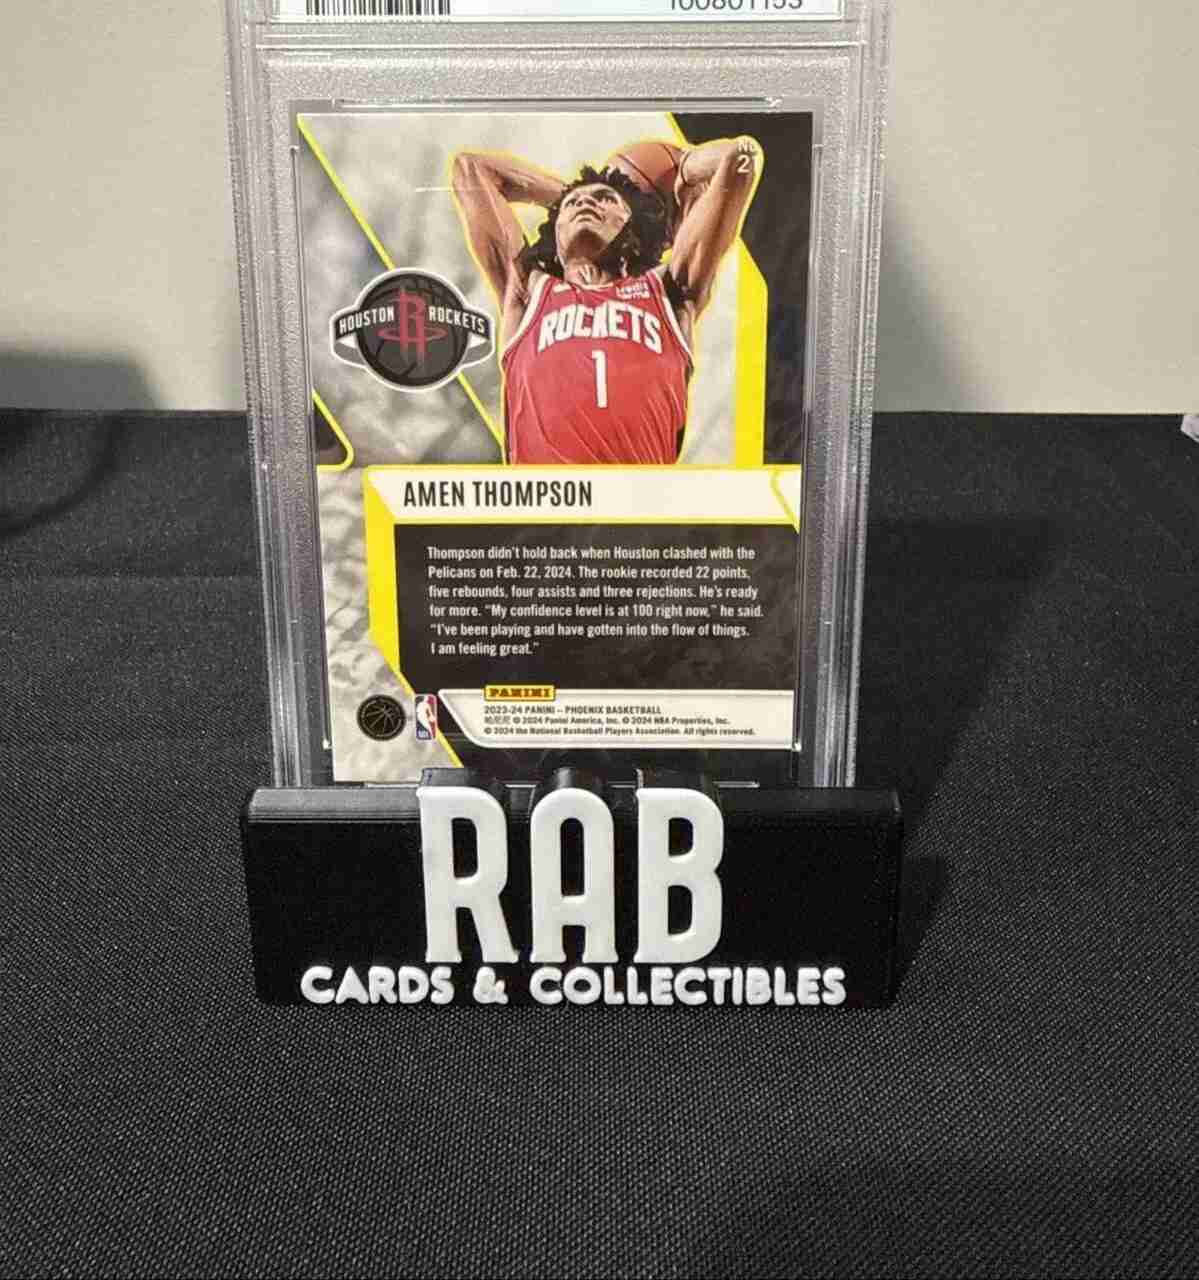 NO
HOUSTON ROCKETS
ROCKETS
1
AMEN THOMPSON
Thompson didn't hold back when Houston clashed with the
Pelicans on Feb. 22, 2024. The rookie recorded 22 points,
five rebounds, four assists and three rejections. He's ready
for more. "My confidence level is at 100 right now," he said.
"I've been playing and have gotten into the flow of things.
I am feeling great."
PANINI
2023-24 PANINI – PHOENIX BASKETBALL
© 2024 Panini America, Inc. © 2024 NBA Properties, Inc.
© 2024 the National Basketball Players Association. All rights reserved.
RAB
CARDS & COLLECTIBLES